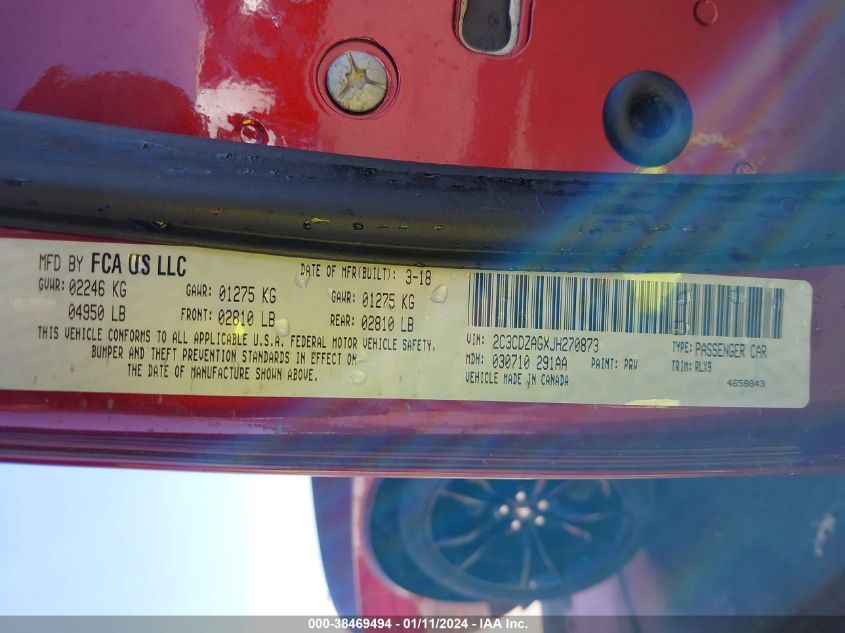 MFD BY FCA US LLC
DATE OF MFR(BUILT): 3-18
GVWR: 02246 KG
04950 LB
GAWR: 01275 KG
FRONT: 02810 LB
GAWR: 01275 KG
REAR: 02810 LB
THIS VEHICLE CONFORMS TO ALL APPLICABLE U.S.A. FEDERAL MOTOR VEHICLE SAFETY,
BUMPER AND THEFT PREVENTION STANDARDS IN EFFECT ON
THE DATE OF MANUFACTURE SHOWN ABOVE.
VIN: 2C3CDZAGXJH270873
TYPE: PASSENGER CAR
MDH: 030710 291AA
PAINT: PRV
TRIM: RLX9
VEHICLE MADE IN CANADA
4658843
000-38469494 - 01/11/2024 - IAA Inc.